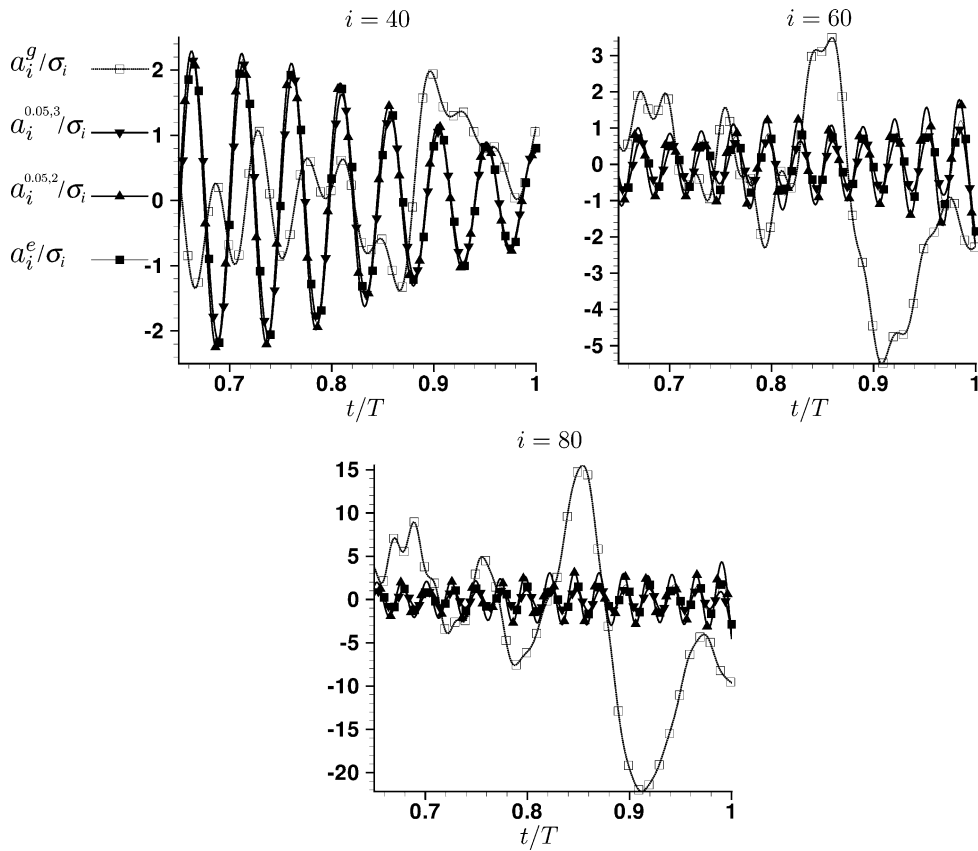 i = 40
i = 60
a_i^g/σ_i
a_i^{0.05,3}/σ_i
a_i^{0.05,2}/σ_i
a_i^e/σ_i
2
1
0
-1
-2
0.7 0.8 0.9 1
t/T
3
2
1
0
-1
-2
-3
-4
-5
0.7 0.8 0.9 1
t/T
i = 80
15
10
5
0
-5
-10
-15
-20
0.7 0.8 0.9 1
t/T